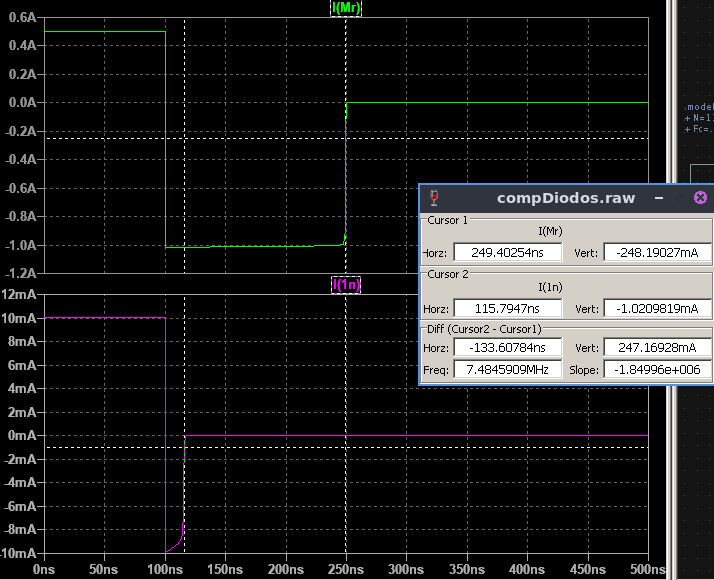 I(Mr)
0.6A
0.4A
0.2A
0.0A
-0.2A
-0.4A
-0.6A
-0.8A
-1.0A
-1.2A
.mode
+ N=1
+ Fc=.
compDiodos.raw
Cursor 1
I(Mr)
Horz: 249.40254ns Vert: -248.19027mA
Cursor 2
I(1n)
Horz: 115.7947ns Vert: -1.0209819mA
Diff (Cursor2 - Cursor1)
Horz: -133.60784ns Vert: 247.16928mA
Freq: 7.4845909MHz Slope: -1.84996e+006
I(1n)
12mA
10mA
8mA
6mA
4mA
2mA
0mA
-2mA
-4mA
-6mA
-8mA
-10mA
0ns 50ns 100ns 150ns 200ns 250ns 300ns 350ns 400ns 450ns 500ns